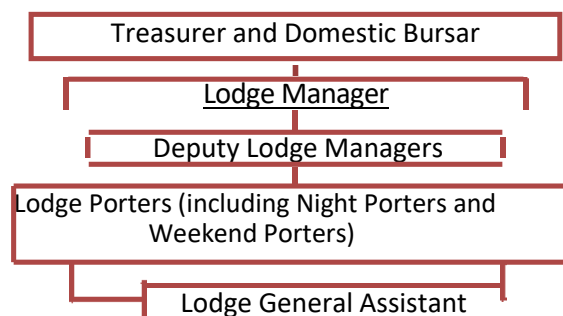 Treasurer and Domestic Bursar
Lodge Manager
Deputy Lodge Managers
Lodge Porters (including Night Porters and
Weekend Porters)
Lodge General Assistant